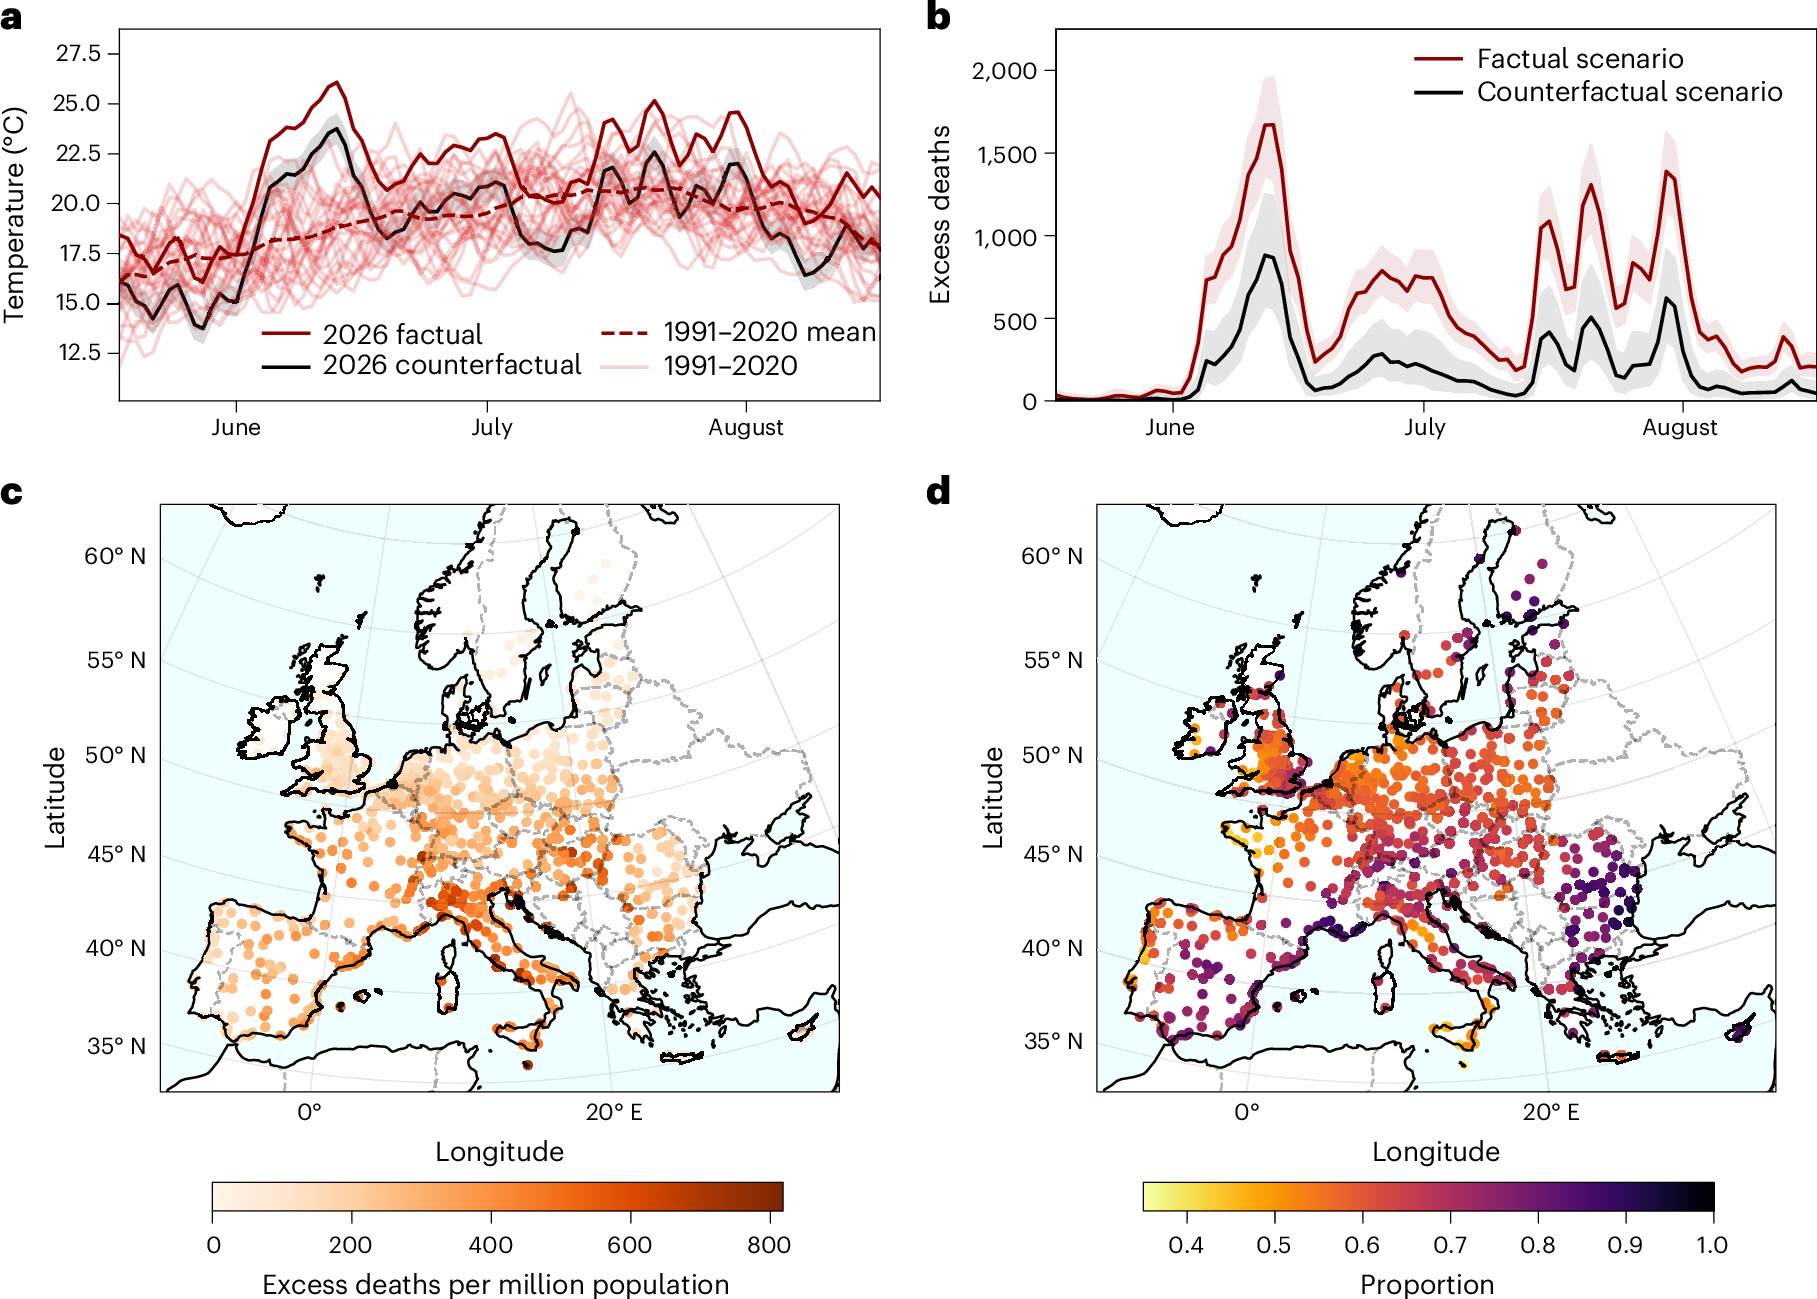 a
27.5
25.0
22.5
20.0
17.5
15.0
12.5
Temperature (°C)
2026 factual
2026 counterfactual
1991–2020 mean
1991–2020
June
July
August
b
2,000
1,500
1,000
500
0
Excess deaths
Factual scenario
Counterfactual scenario
June
July
August
c
60° N
55° N
50° N
45° N
40° N
35° N
Latitude
0°
20° E
Longitude
0
200
400
600
800
Excess deaths per million population
d
60° N
55° N
50° N
45° N
40° N
35° N
Latitude
0°
20° E
Longitude
0.4
0.5
0.6
0.7
0.8
0.9
1.0
Proportion